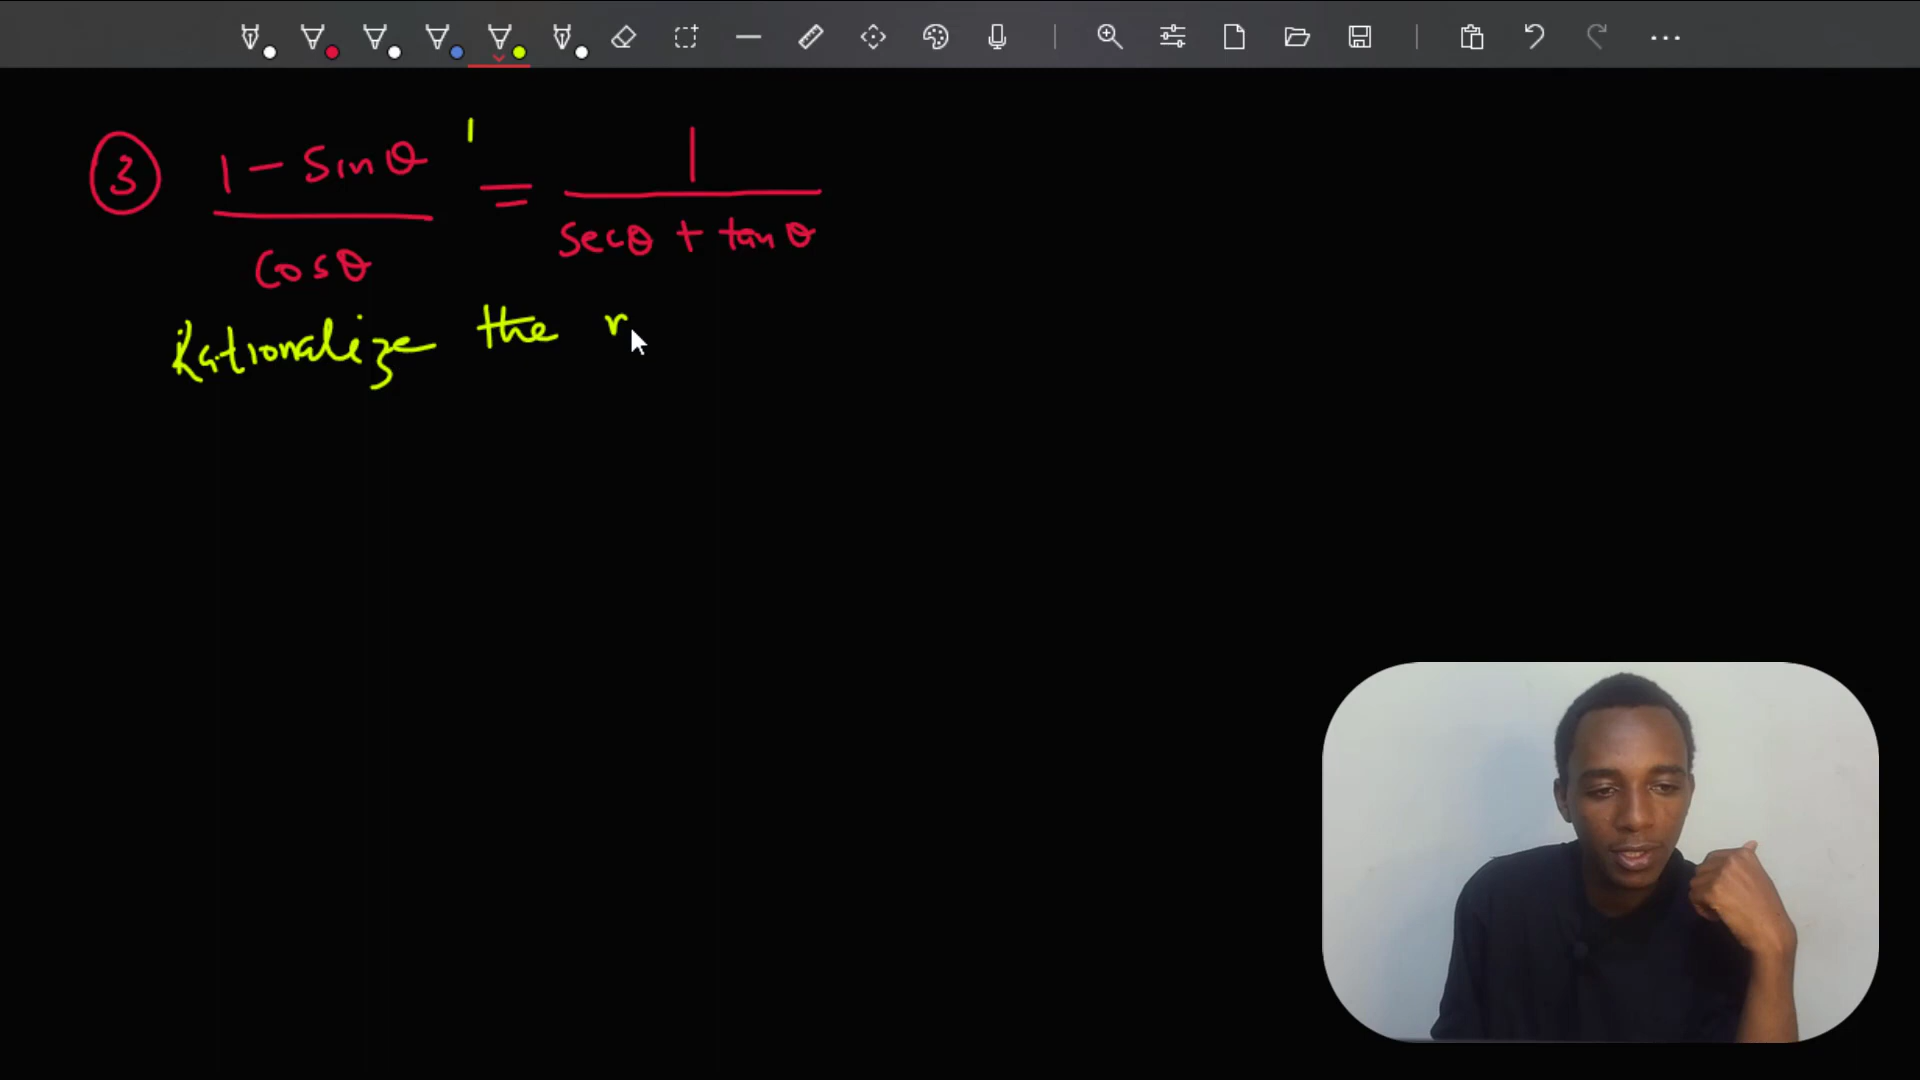 ③ 1 - Sinθ / Cosθ = 1 / Secθ + tanθ
Rationalize the r